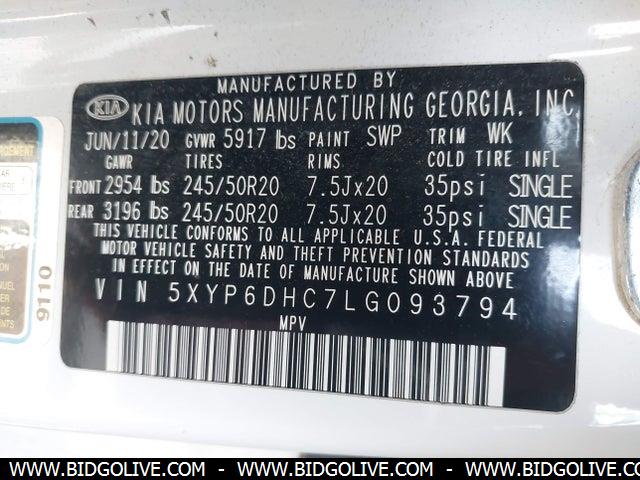 MANUFACTURED BY
KIA KIA MOTORS MANUFACTURING GEORGIA, INC.
JUN/11/20 GVWR 5917 lbs PAINT SWP TRIM WK
GAWR TIRES RIMS COLD TIRE INFL
FRONT 2954 lbs 245/50R20 7.5Jx20 35psi SINGLE
REAR 3196 lbs 245/50R20 7.5Jx20 35psi SINGLE
THIS VEHICLE CONFORMS TO ALL APPLICABLE U.S.A. FEDERAL
MOTOR VEHICLE SAFETY AND THEFT PREVENTION STANDARDS
IN EFFECT ON THE DATE OF MANUFACTURE SHOWN ABOVE.
VIN 5XYP6DHC7LG093794
MPV
9110
WWW.BIDGOLIVE.COM - WWW.BIDGOLIVE.COM - WWW.BIDGOLIVE.COM